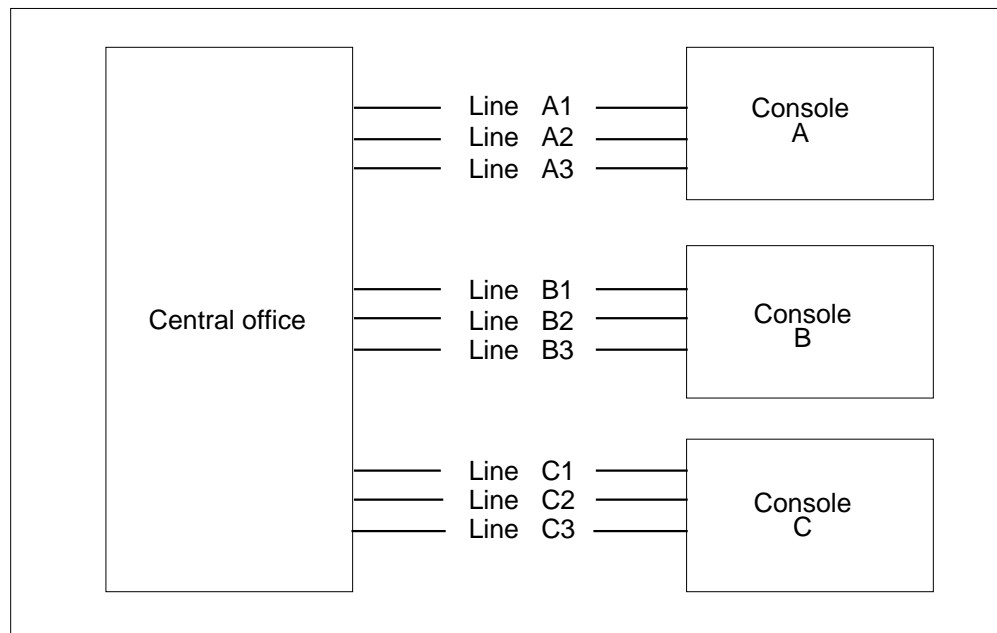 Line A1
Line A2
Line A3
Console
A
Central office
Line B1
Line B2
Line B3
Console
B
Line C1
Line C2
Line C3
Console
C